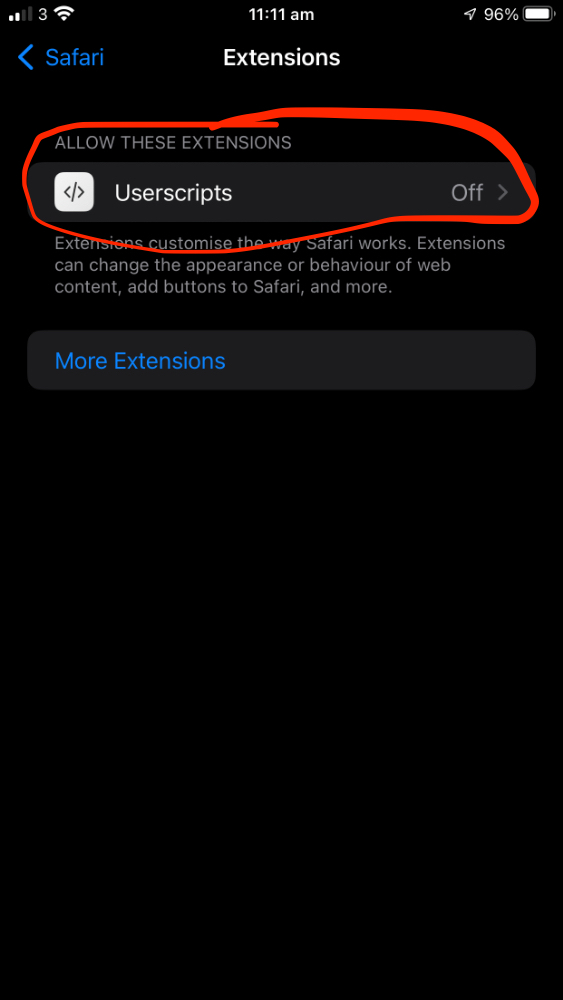 3 11:11 am 96%
Safari Extensions
ALLOW THESE EXTENSIONS
</> Userscripts Off
Extensions customise the way Safari works. Extensions
can change the appearance or behaviour of web
content, add buttons to Safari, and more.
More Extensions